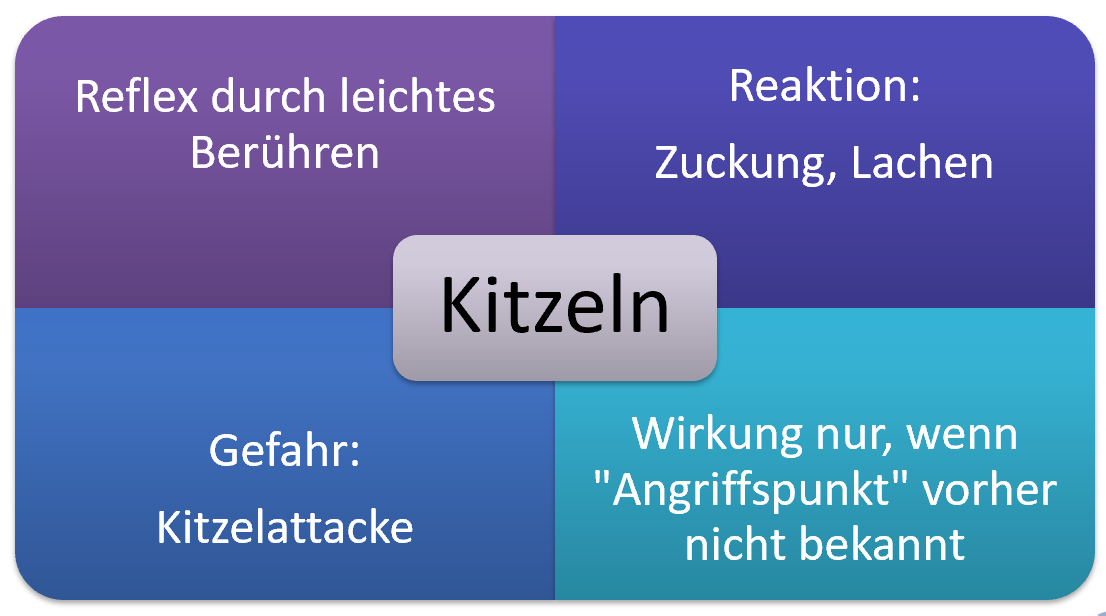 Reflex durch leichtes
Berühren
Reaktion:
Zuckung, Lachen
Kitzeln
Gefahr:
Kitzelattacke
Wirkung nur, wenn
"Angriffspunkt" vorher
nicht bekannt